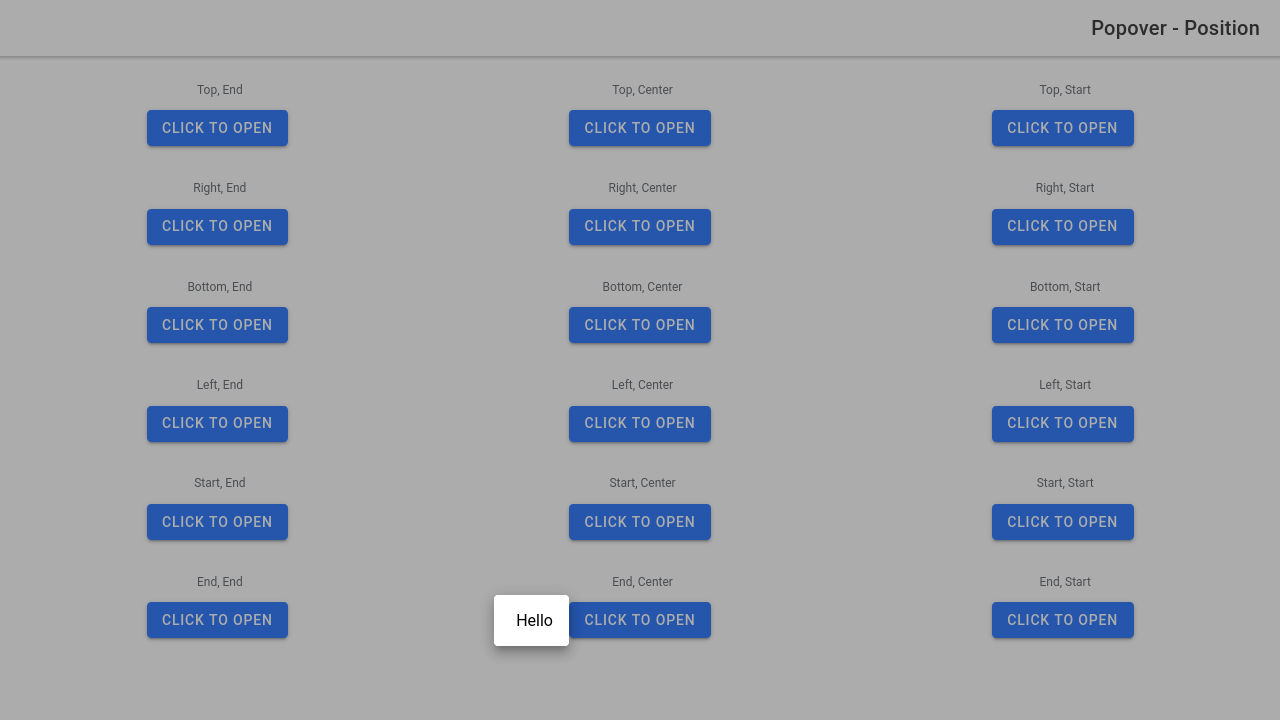 Popover - Position
Top, End
Top, Center
Top, Start
CLICK TO OPEN
CLICK TO OPEN
CLICK TO OPEN
Right, End
Right, Center
Right, Start
CLICK TO OPEN
CLICK TO OPEN
CLICK TO OPEN
Bottom, End
Bottom, Center
Bottom, Start
CLICK TO OPEN
CLICK TO OPEN
CLICK TO OPEN
Left, End
Left, Center
Left, Start
CLICK TO OPEN
CLICK TO OPEN
CLICK TO OPEN
Start, End
Start, Center
Start, Start
CLICK TO OPEN
CLICK TO OPEN
CLICK TO OPEN
End, End
End, Center
End, Start
CLICK TO OPEN
Hello
CLICK TO OPEN
CLICK TO OPEN